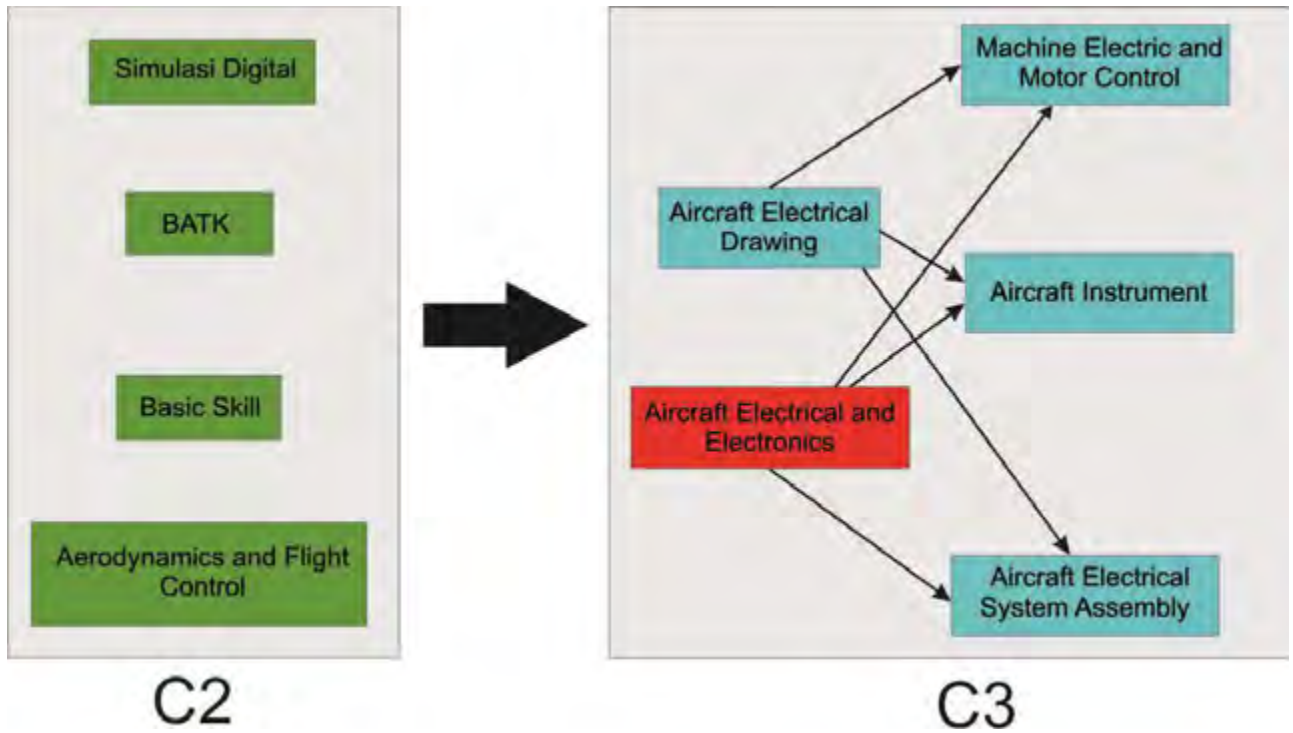 Simulasi Digital
BATK
Basic Skill
Aerodynamics and Flight
Control
C2
Machine Electric and
Motor Control
Aircraft Electrical
Drawing
Aircraft Instrument
Aircraft Electrical and
Electronics
Aircraft Electrical
System Assembly
C3